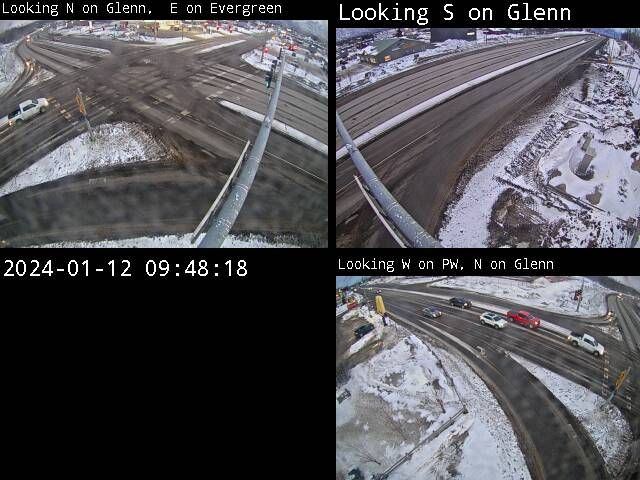 Looking N on Glenn,  E on Evergreen
Looking S on Glenn
2024-01-12 09:48:18
Looking W on PW, N on Glenn